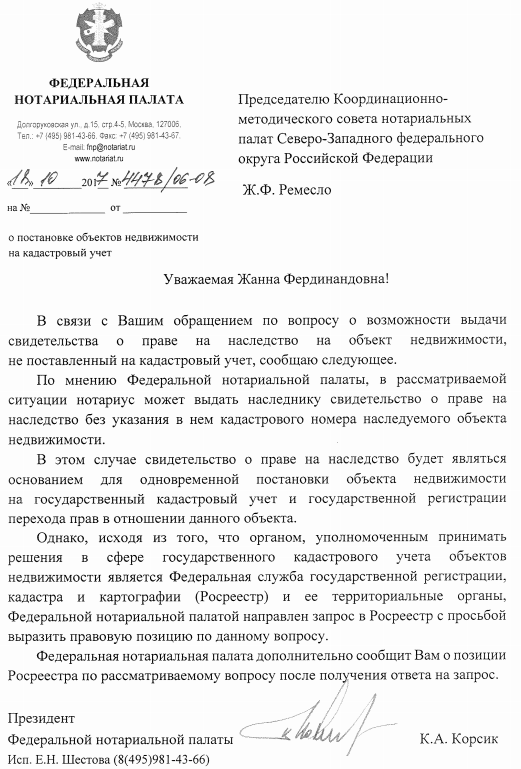 ФЕДЕРАЛЬНАЯ
НОТАРИАЛЬНАЯ ПАЛАТА
Долгоруковская ул., д.15, стр.4-5, Москва, 127006,
Тел.: +7 (495) 981-43-66. Факс: +7 (495) 981-43-67.
E-mail. fnp@notariat.ru
www.notariat.ru
«18» 10 2017 № 4478/06-08
на №____________ от ____________
о постановке объектов недвижимости
на кадастровый учет
Председателю Координационно-
методического совета нотариальных
палат Северо-Западного федерального
округа Российской Федерации
Ж.Ф. Ремесло
Уважаемая Жанна Фердинандовна!
В связи с Вашим обращением по вопросу о возможности выдачи
свидетельства о праве на наследство на объект недвижимости,
не поставленный на кадастровый учет, сообщаю следующее.
По мнению Федеральной нотариальной палаты, в рассматриваемой
ситуации нотариус может выдать наследнику свидетельство о праве на
наследство без указания в нем кадастрового номера наследуемого объекта
недвижимости.
В этом случае свидетельство о праве на наследство будет являться
основанием для одновременной постановки объекта недвижимости
на государственный кадастровый учет и государственной регистрации
перехода прав в отношении данного объекта.
Однако, исходя из того, что органом, уполномоченным принимать
решения в сфере государственного кадастрового учета объектов
недвижимости является Федеральная служба государственной регистрации,
кадастра и картографии (Росреестр) и ее территориальные органы,
Федеральной нотариальной палатой направлен запрос в Росреестр с просьбой
выразить правовую позицию по данному вопросу.
Федеральная нотариальная палата дополнительно сообщит Вам о позиции
Росреестра по рассматриваемому вопросу после получения ответа на запрос.
Президент
Федеральной нотариальной палаты К.А. Корсик
Исп. Е.Н. Шестова (8(495)981-43-66)